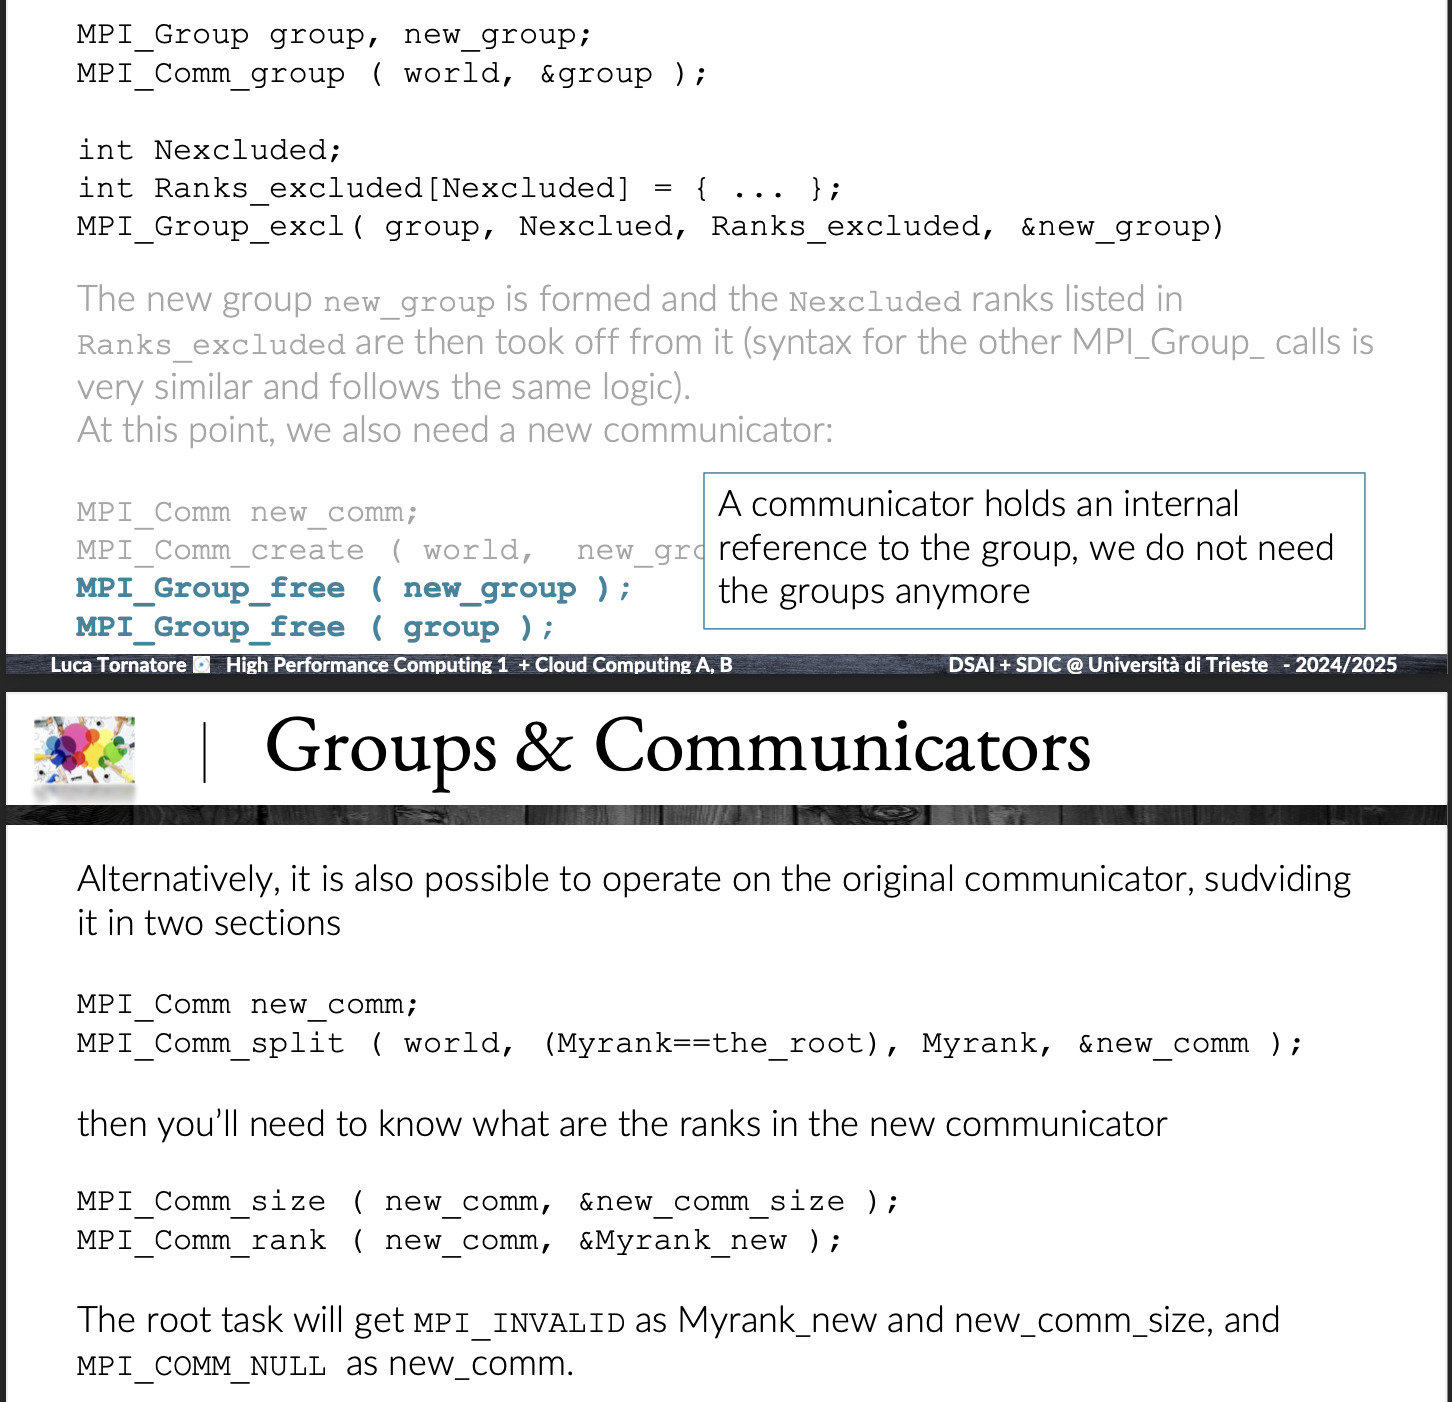 MPI_Group group, new_group;
MPI_Comm_group ( world, &group );
int Nexcluded;
int Ranks_excluded[Nexcluded] = { ... };
MPI_Group_excl( group, Nexclued, Ranks_excluded, &new_group)
The new group new_group is formed and the Nexcluded ranks listed in
Ranks_excluded are then took off from it (syntax for the other MPI_Group_ calls is
very similar and follows the same logic).
At this point, we also need a new communicator:
MPI_Comm new_comm;
MPI_Comm_create ( world, new_gro
MPI_Group_free ( new_group );
MPI_Group_free ( group );
A communicator holds an internal
reference to the group, we do not need
the groups anymore
Luca Tornatore High Performance Computing 1 + Cloud Computing A, B DSAI + SDIC @ Università di Trieste - 2024/2025
| Groups & Communicators
Alternatively, it is also possible to operate on the original communicator, sudviding
it in two sections
MPI_Comm new_comm;
MPI_Comm_split ( world, (Myrank==the_root), Myrank, &new_comm );
then you’ll need to know what are the ranks in the new communicator
MPI_Comm_size ( new_comm, &new_comm_size );
MPI_Comm_rank ( new_comm, &Myrank_new );
The root task will get MPI_INVALID as Myrank_new and new_comm_size, and
MPI_COMM_NULL as new_comm.